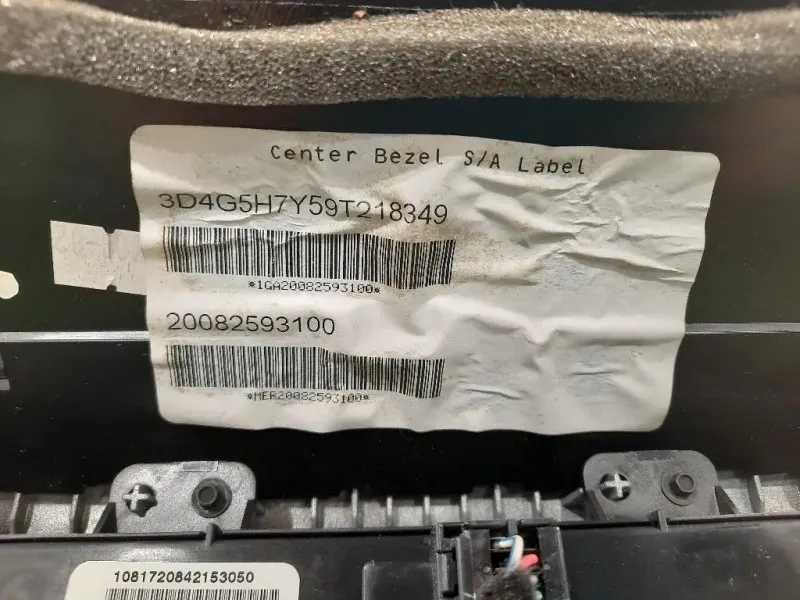 Center Bezel S/A Label
3D4G5H7Y59T218349
*1GA20082593100*
20082593100
*MER20082593100*
1081720842153050